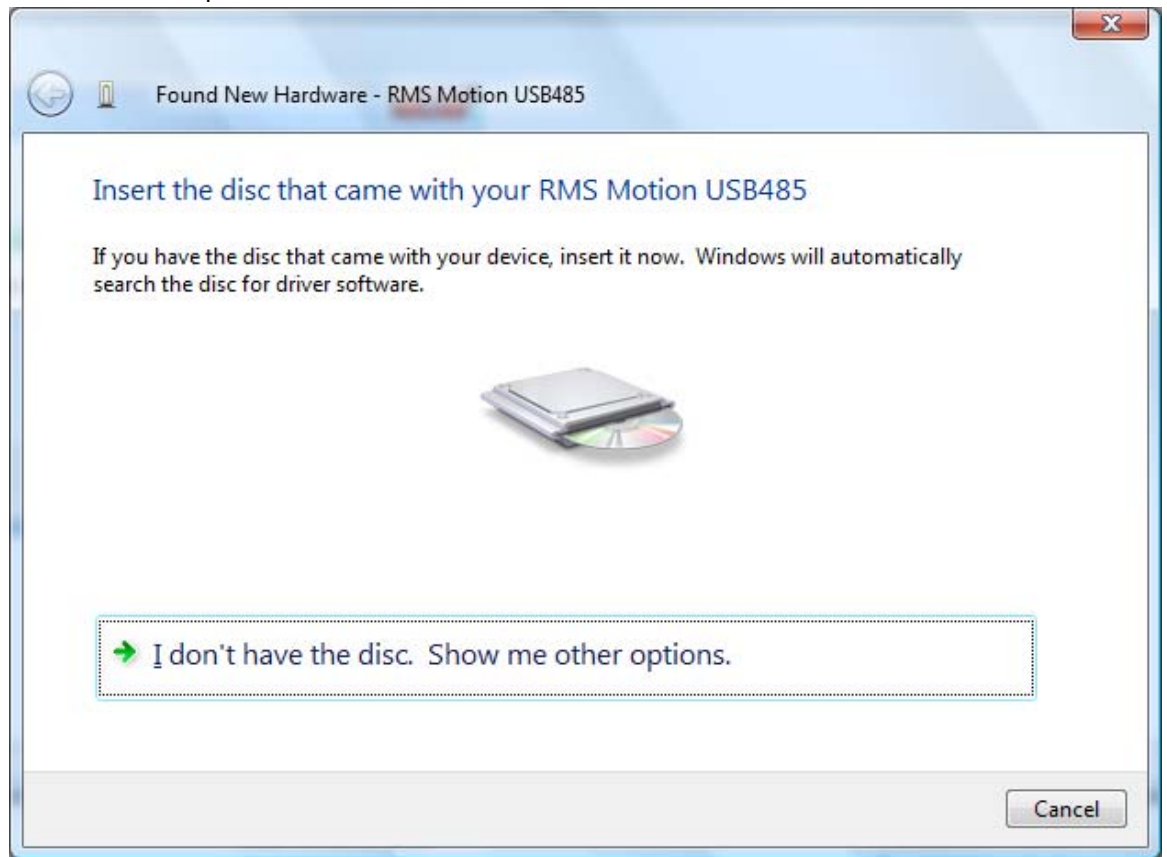 Found New Hardware - RMS Motion USB485
Insert the disc that came with your RMS Motion USB485
If you have the disc that came with your device, insert it now.  Windows will automatically
search the disc for driver software.
I don't have the disc.  Show me other options.
Cancel